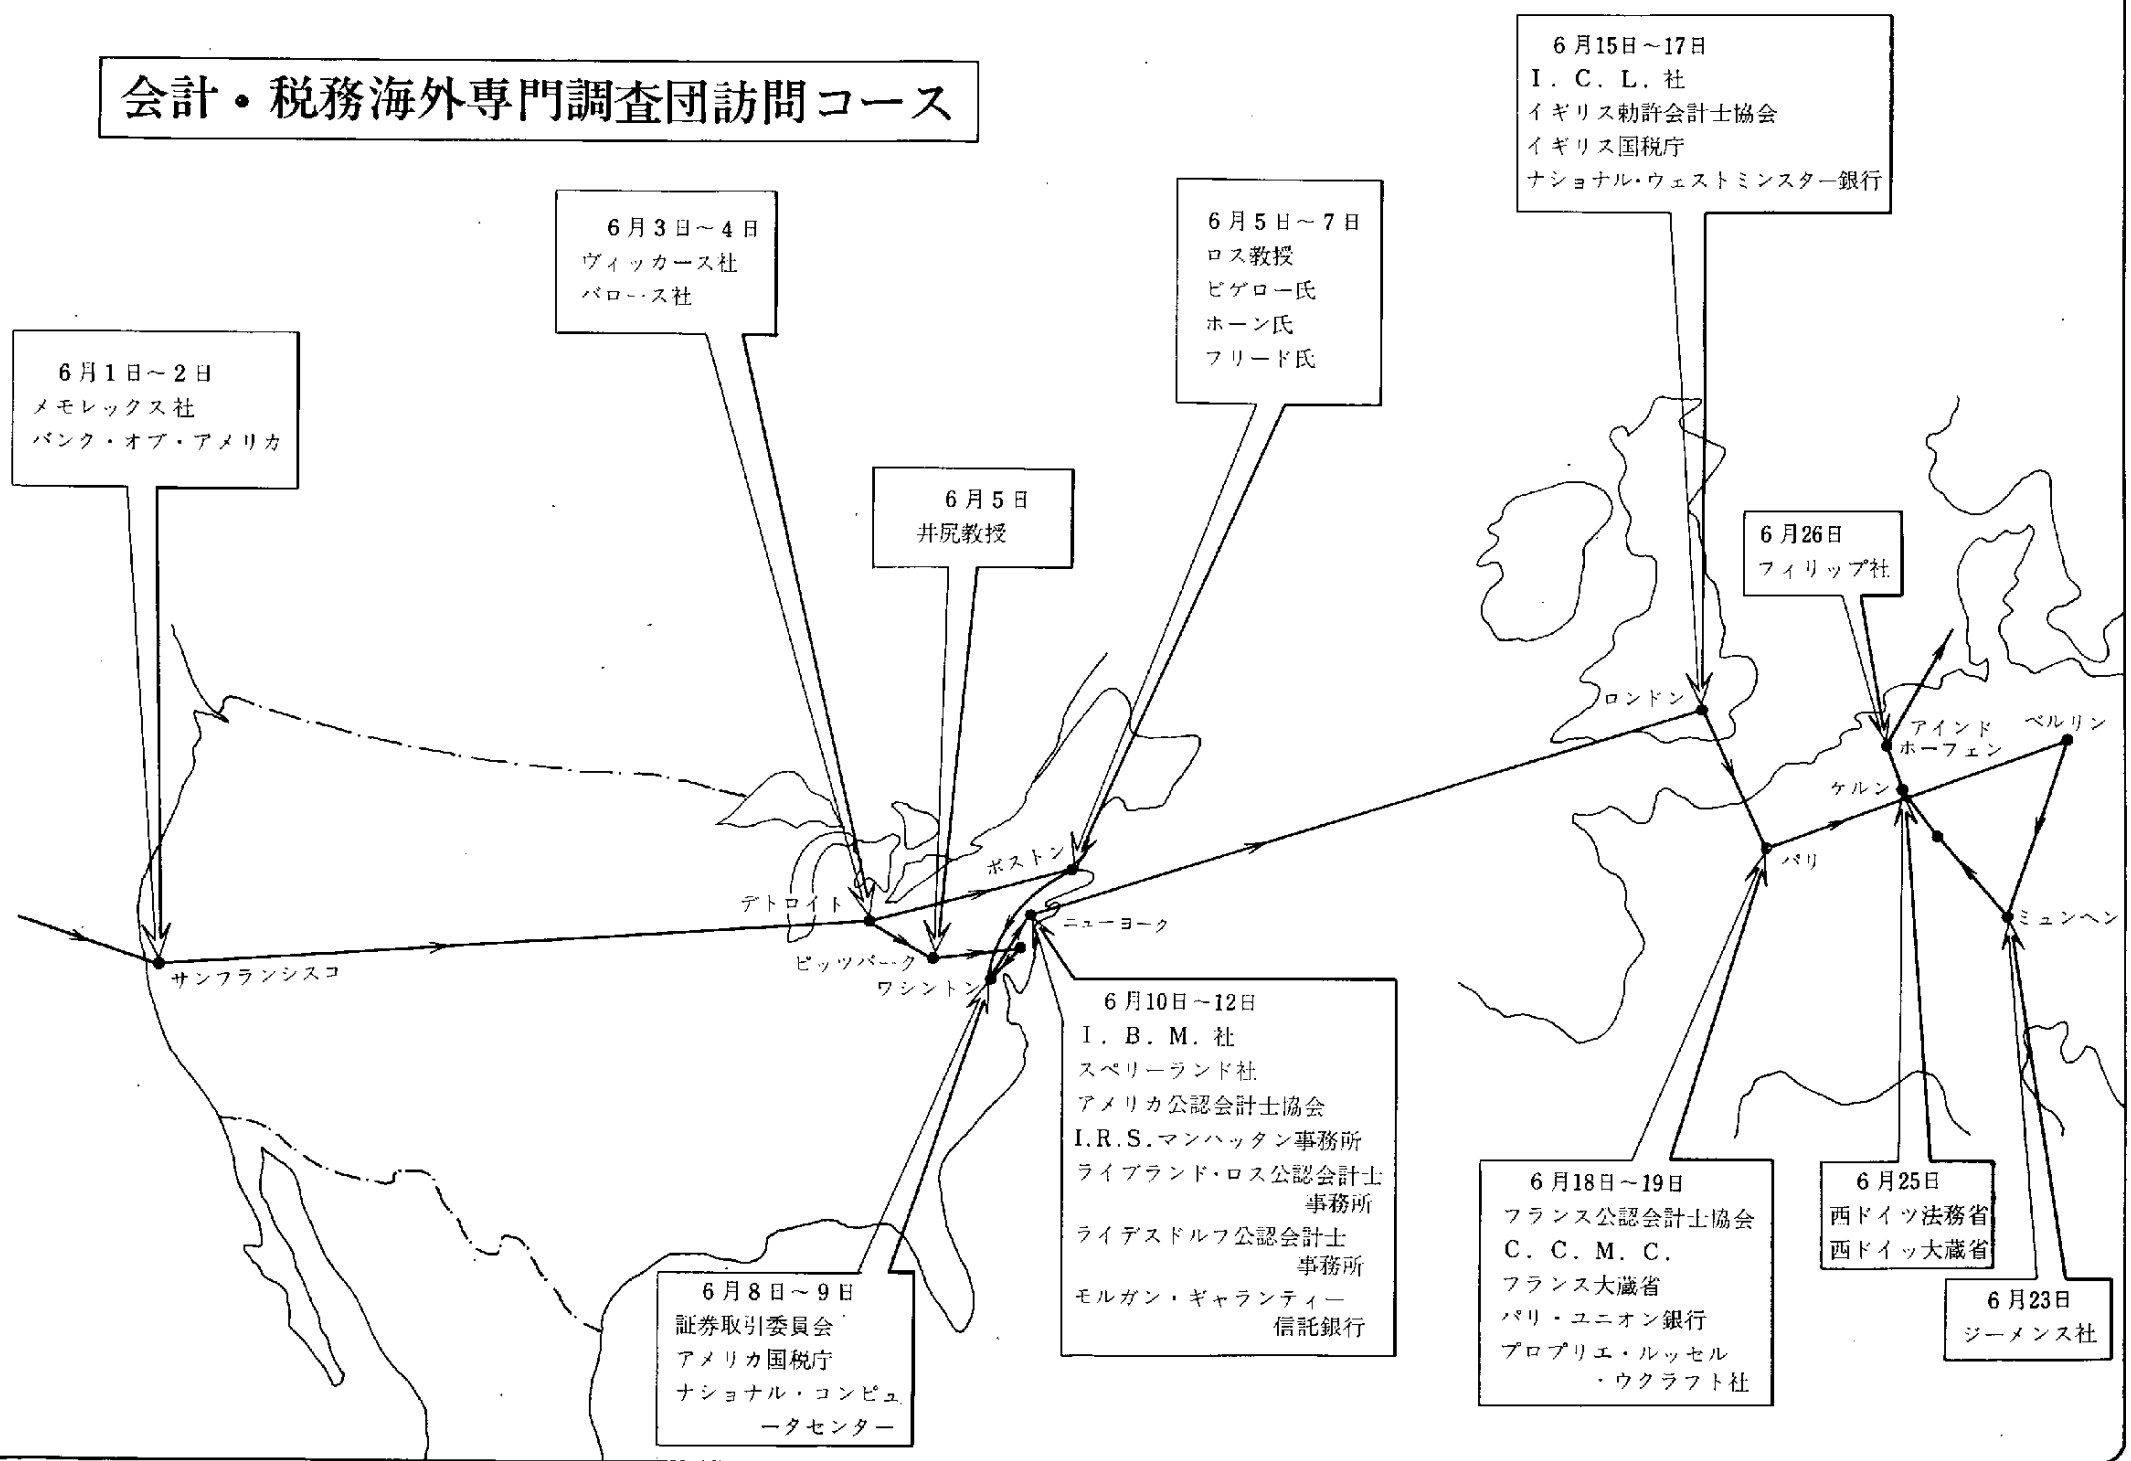 会計・税務海外専門調査団訪問コース
6月1日～2日
メモレックス社
バンク・オブ・アメリカ
6月3日～4日
ヴィッカース社
バロース社
6月5日
井尻教授
6月5日～7日
ロス教授
ビゲロー氏
ホーン氏
フリード氏
6月15日～17日
I. C. L. 社
イギリス勅許会計士協会
イギリス国税庁
ナショナル・ウェストミンスター銀行
6月26日
フィリップ社
サンフランシスコ
デトロイト
ピッツバーク
ワシントン
ボストン
ニューヨーク
ロンドン
パリ
アインド
ホーフェン
ベルリン
ケルン
ミュンヘン
6月8日～9日
証券取引委員会
アメリカ国税庁
ナショナル・コンピュ
ータセンター
6月10日～12日
I. B. M. 社
スペリーランド社
アメリカ公認会計士協会
I.R.S.マンハッタン事務所
ライブランド・ロス公認会計士
事務所
ライデスドルフ公認会計士
事務所
モルガン・ギャランティー
信託銀行
6月18日～19日
フランス公認会計士協会
C. C. M. C.
フランス大蔵省
パリ・ユニオン銀行
プロプリエ・ルッセル
・ウクラフト社
6月25日
西ドイツ法務省
西ドイッ大蔵省
6月23日
ジーメンス社